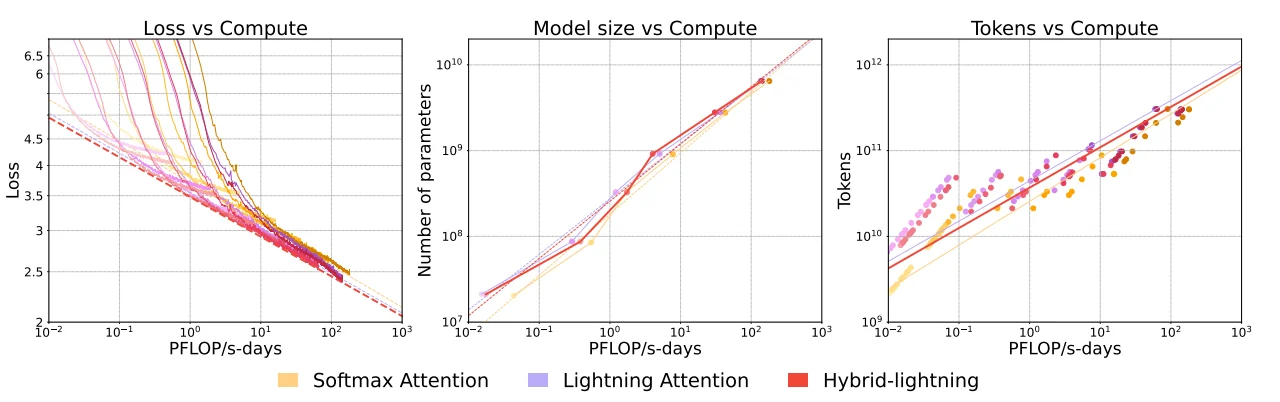 Loss vs Compute
Loss
6.5
6
4.5
4
3.5
3
2.5
2
10⁻² 10⁻¹ 10⁰ 10¹ 10² 10³
PFLOP/s-days
Model size vs Compute
Number of parameters
10¹⁰
10⁹
10⁸
10⁷
10⁻² 10⁻¹ 10⁰ 10¹ 10² 10³
PFLOP/s-days
Tokens vs Compute
Tokens
10¹²
10¹¹
10¹⁰
10⁹
10⁻² 10⁻¹ 10⁰ 10¹ 10² 10³
PFLOP/s-days
Softmax Attention Lightning Attention Hybrid-lightning